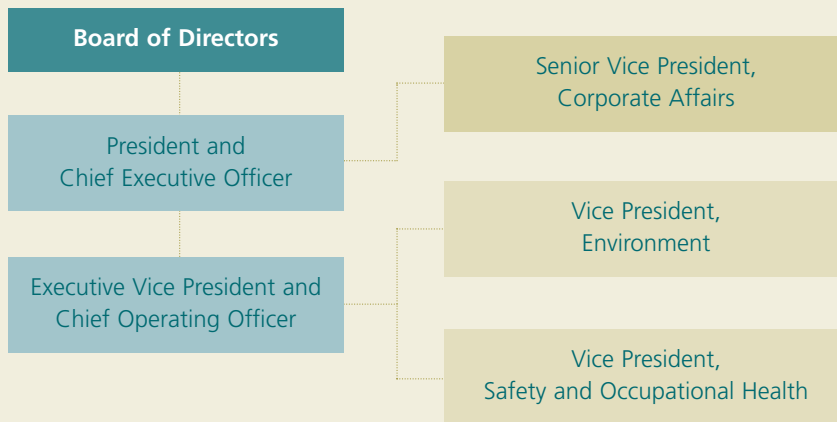 Board of Directors
President and
Chief Executive Officer
Executive Vice President and
Chief Operating Officer
Senior Vice President,
Corporate Affairs
Vice President,
Environment
Vice President,
Safety and Occupational Health